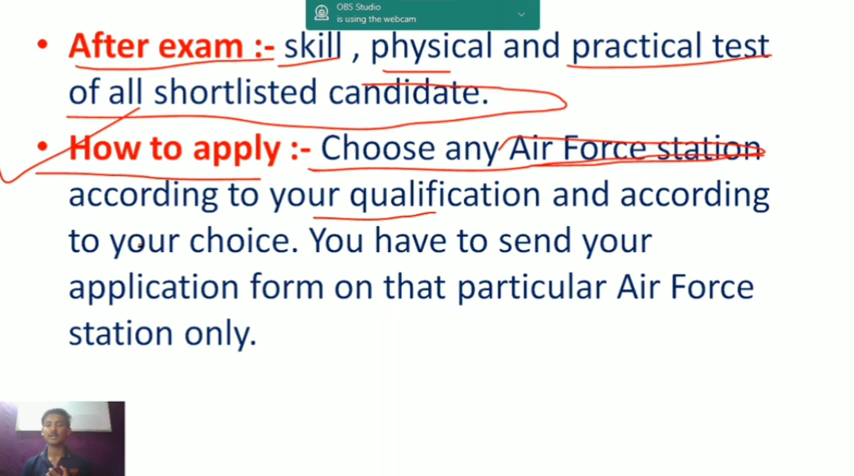 OBS Studio
is using the webcam
• After exam :- skill , physical and practical test
of all shortlisted candidate.
• How to apply :- Choose any Air Force station
according to your qualification and according
to your choice. You have to send your
application form on that particular Air Force
station only.